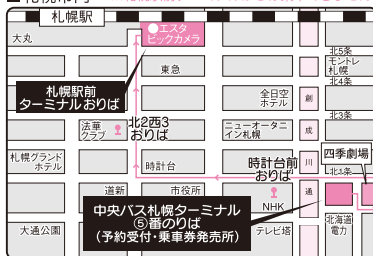 札幌駅
大丸
エスタ
ビックカメラ
北5条
モントレ
札幌
東急
北4条
札幌駅前
ターミナルおりば
全日空
ホテル
創
北3条
法華
クラブ
北2西3
おりば
ニューオータニ
イン札幌
成
札幌グランド
ホテル
時計台
時計台前
おりば
川
四季劇場
北1条
道新
市役所
通
NHK
中央バス札幌ターミナル
⑤番のりば
(予約受付・乗車券発売所)
大通公園
テレビ塔
北海道
電力